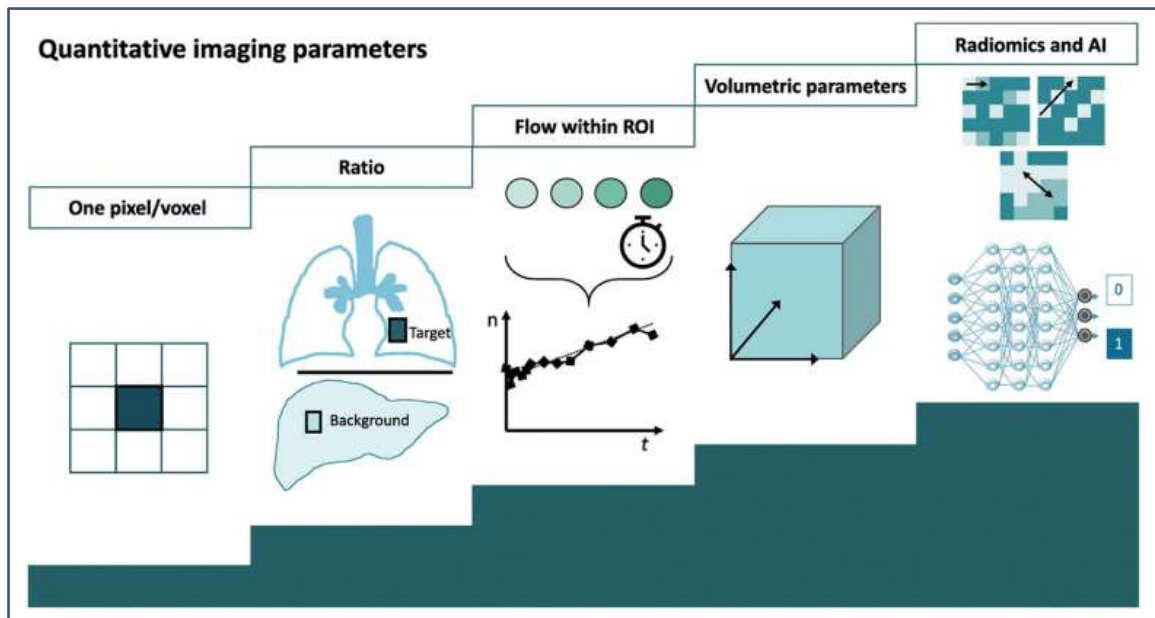 Quantitative imaging parameters
Radiomics and AI
Volumetric parameters
Flow within ROI
Ratio
One pixel/voxel
Target
Background
n
t
0
1